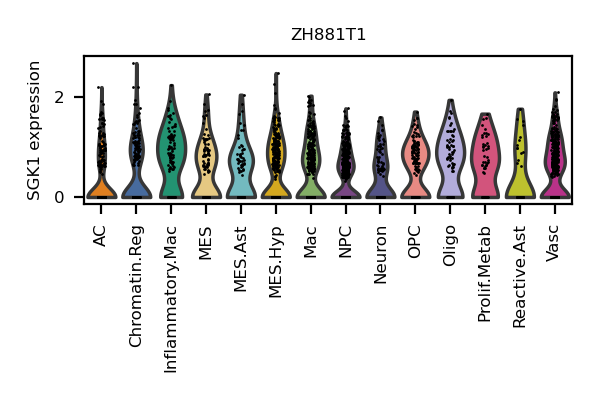 ZH881T1
SGK1 expression
2
0
AC
Chromatin.Reg
Inflammatory.Mac
MES
MES.Ast
MES.Hyp
Mac
NPC
Neuron
OPC
Oligo
Prolif.Metab
Reactive.Ast
Vasc